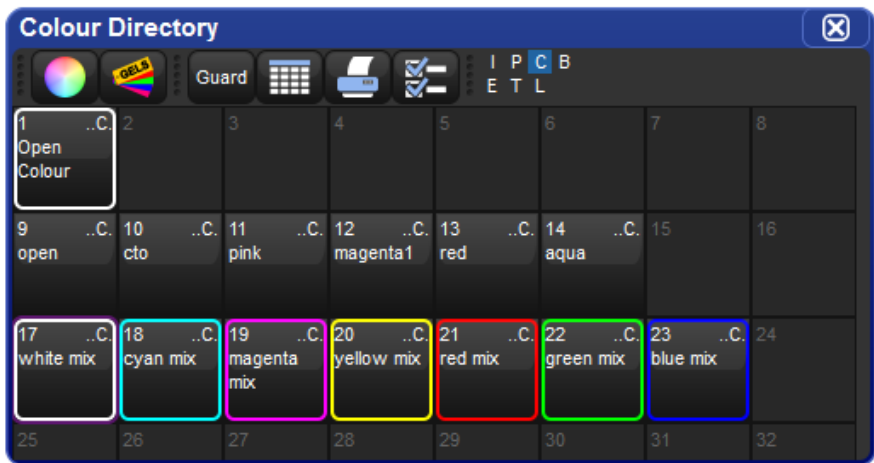 Colour Directory
GELS
Guard
I P C B
E T L
1 ..C. 2 3 4 5 6 7 8
Open
Colour
9 ..C. 10 ..C. 11 ..C. 12 ..C. 13 ..C. 14 ..C. 15 16
open cto pink magenta1 red aqua
17 ..C. 18 ..C. 19 ..C. 20 ..C. 21 ..C. 22 ..C. 23 ..C. 24
white mix cyan mix magenta yellow mix red mix green mix blue mix
mix
25 26 27 28 29 30 31 32